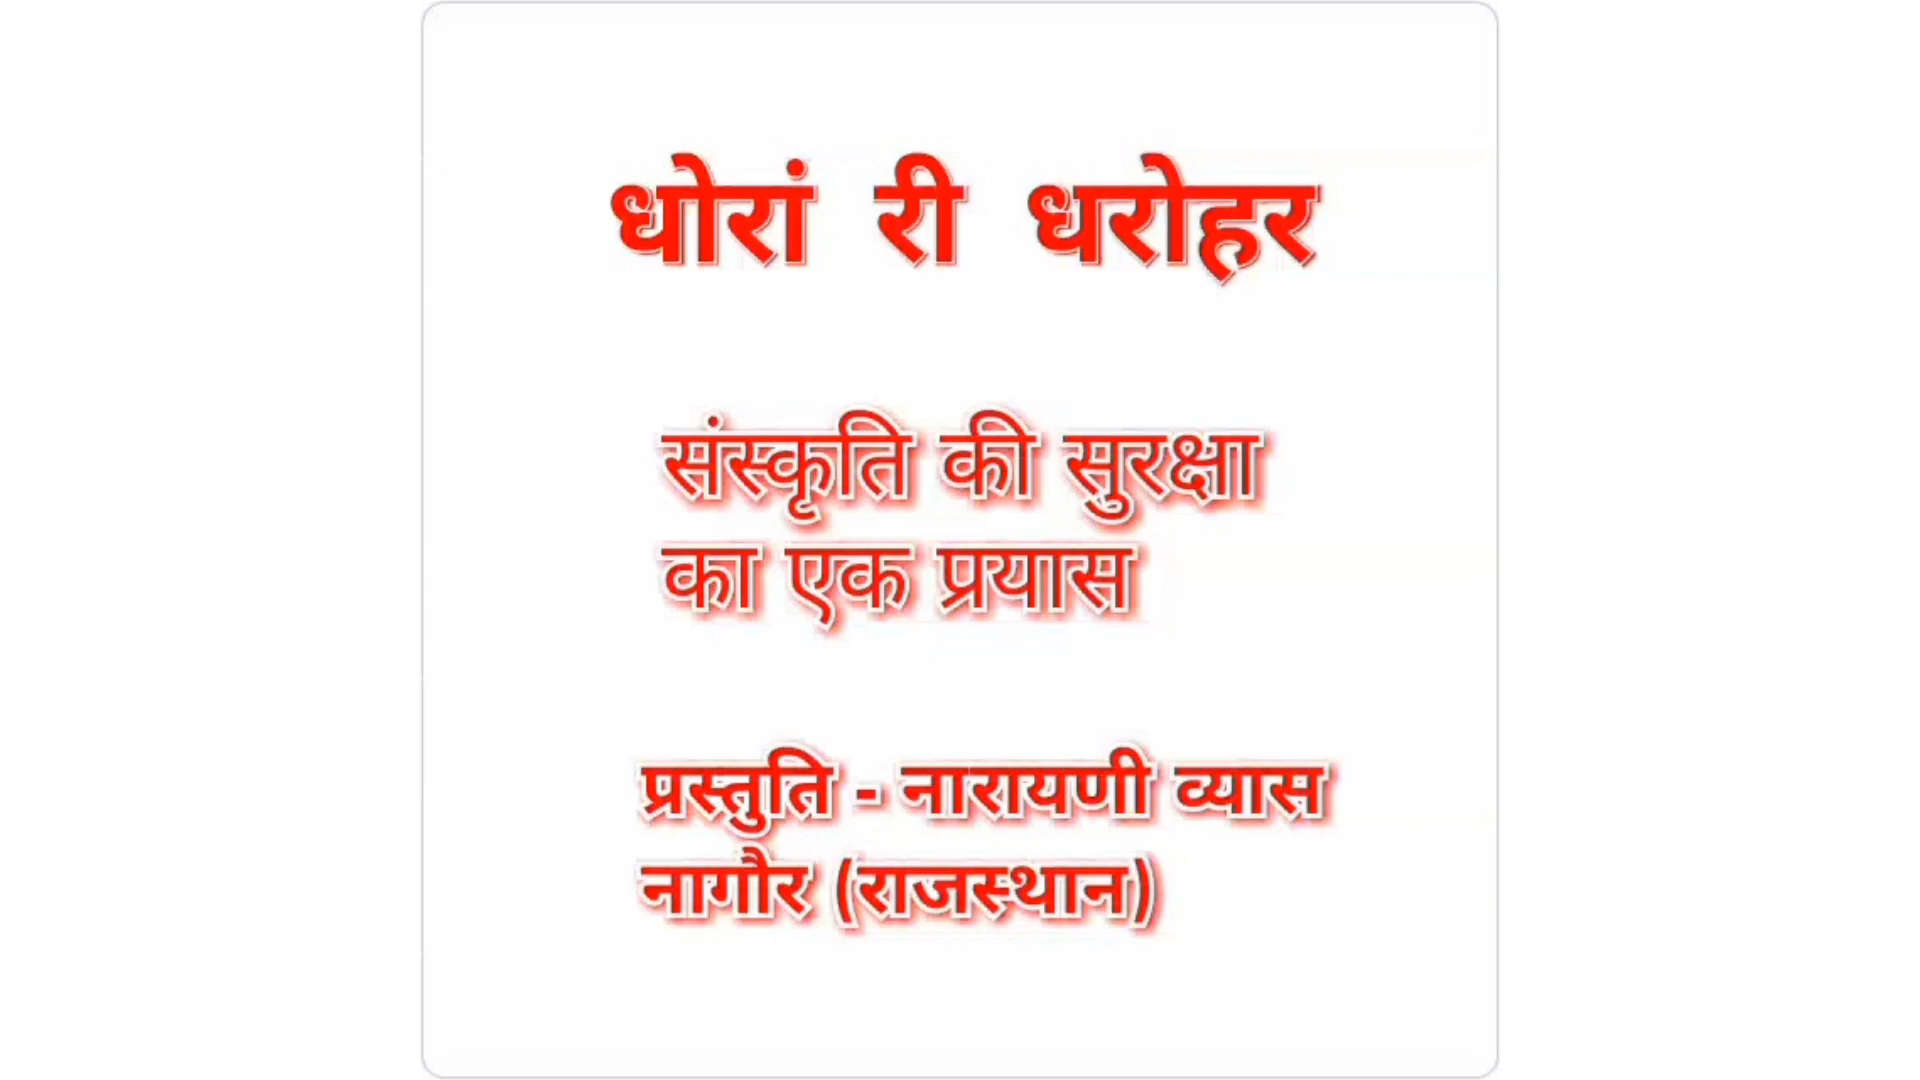 धोरां री धरोहर
संस्कृति की सुरक्षा
का एक प्रयास
प्रस्तुति - नारायणी व्यास
नागौर (राजस्थान)